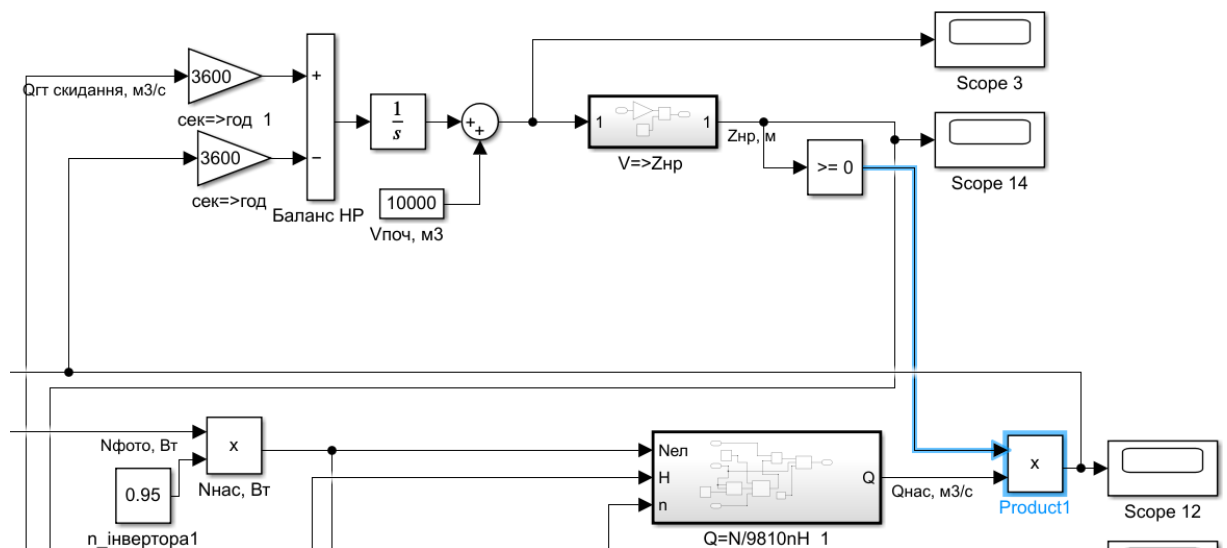 Scope 3
3600
+
Qгт скидання, м3/с
сек=>год 1
1
s
+
+
1
1
V=>Zнр
Zнр, м
>= 0
Scope 14
3600
−
сек=>год
Баланс НР
10000
Vпоч, м3
Nфото, Вт
x
0.95
Nнас, Вт
n_інвертора1
Nел
H
n
Q
Q=N/9810nH 1
Qнас, м3/с
x
Product1
Scope 12